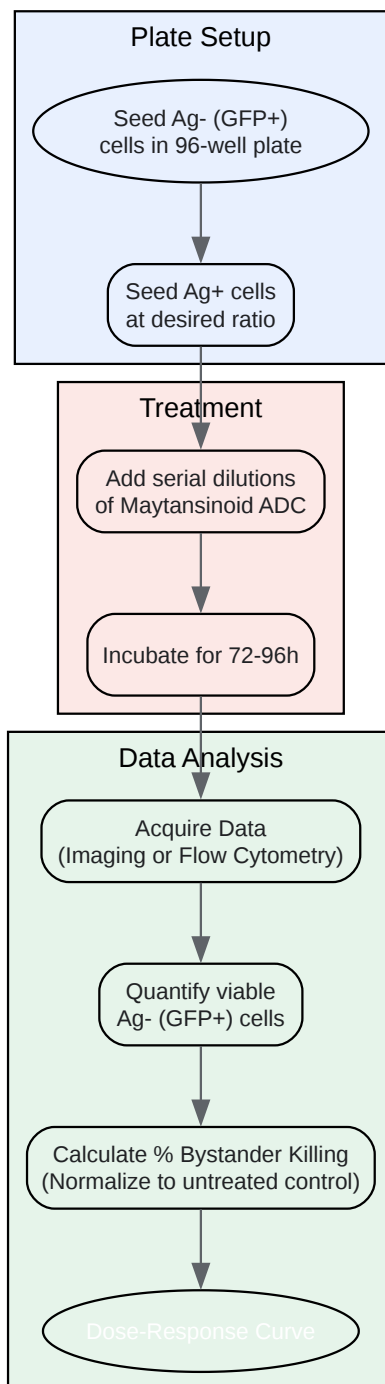 Plate Setup
Seed Ag- (GFP+)
cells in 96-well plate
Seed Ag+ cells
at desired ratio
Treatment
Add serial dilutions
of Maytansinoid ADC
Incubate for 72-96h
Data Analysis
Acquire Data
(Imaging or Flow Cytometry)
Quantify viable
Ag- (GFP+) cells
Calculate % Bystander Killing
(Normalize to untreated control)
Dose-Response Curve